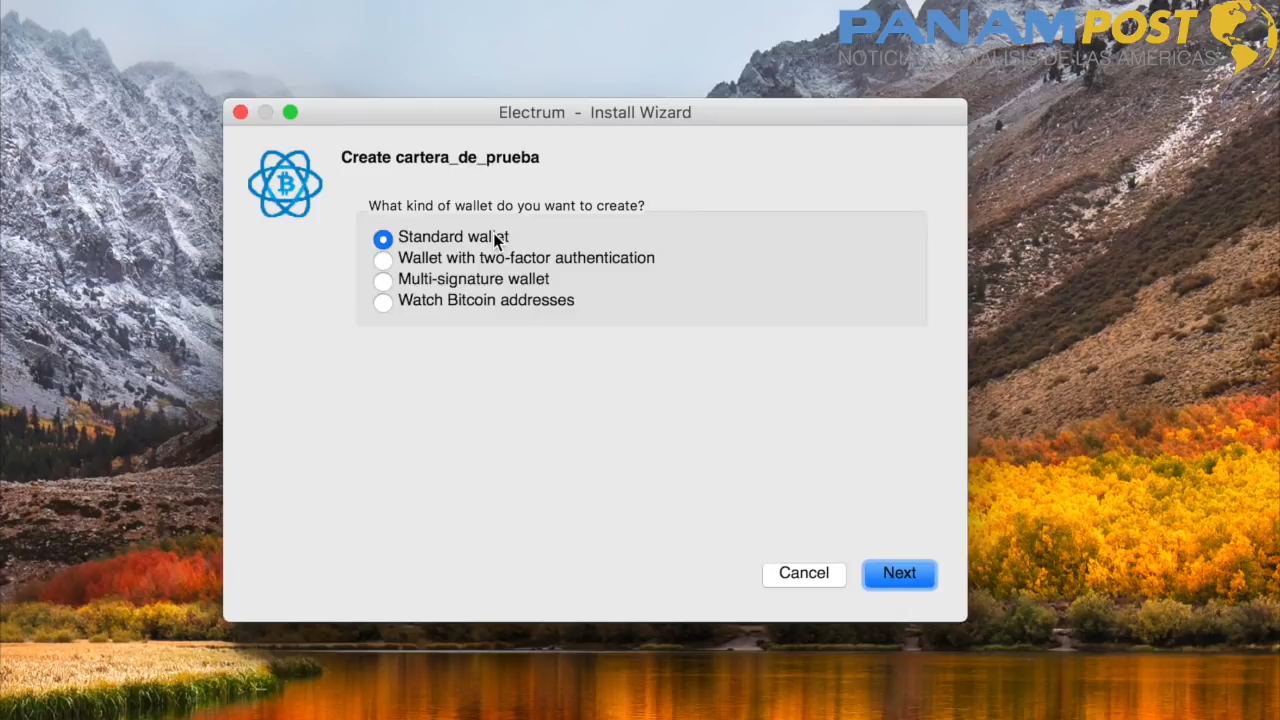 PANAMPOST
NOTICIAS Y ANÁLISIS DE LAS AMÉRICAS
Electrum - Install Wizard
Create cartera_de_prueba
What kind of wallet do you want to create?
Standard wallet
Wallet with two-factor authentication
Multi-signature wallet
Watch Bitcoin addresses
Cancel
Next